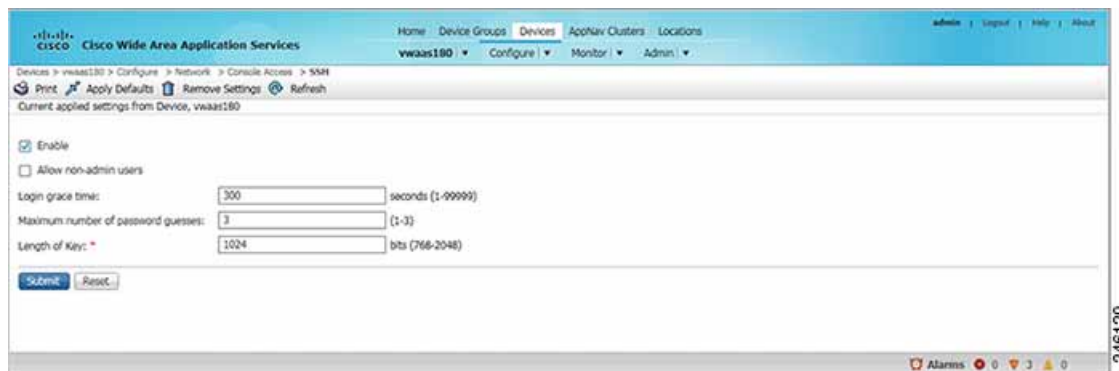 admin | Logout | Help | About
CISCO Cisco Wide Area Application Services
Home Device Groups Devices AppNav Clusters Locations
vwaas180 Configure Monitor Admin
Devices > vwaas180 > Configure > Network > Console Access > SSH
Print Apply Defaults Remove Settings Refresh
Current applied settings from Device, vwaas180
Enable
Allow non-admin users
Login grace time: 300 seconds (1-99999)
Maximum number of password guesses: 3 (1-3)
Length of Key: * 1024 bits (768-2048)
Submit Reset
Alarms 0 3 0